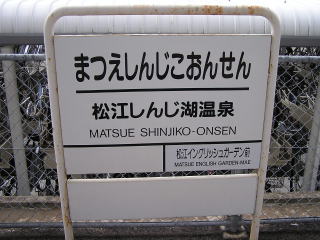 まつえしんじこおんせん
松江しんじ湖温泉
MATSUE SHINJIKO-ONSEN
松江イングリッシュガーデン前
MATSUE ENGLISH GARDEN-MAE